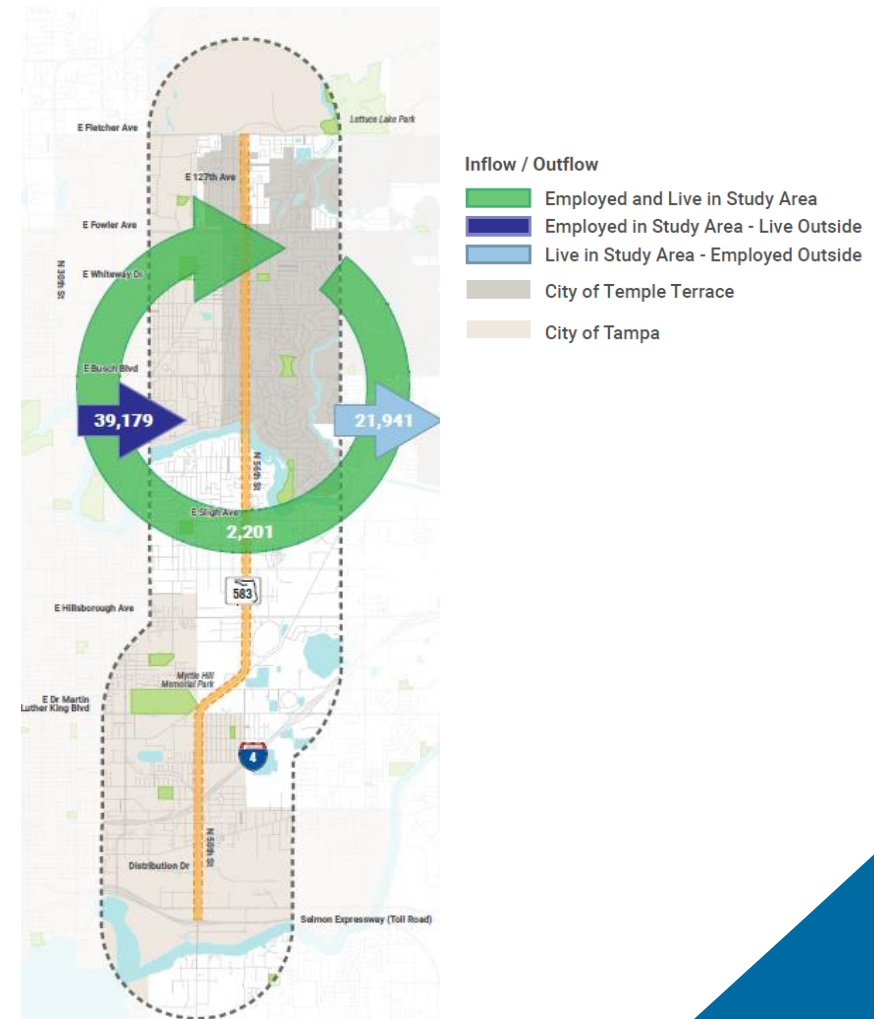 Lettuce Lake Park
E Fletcher Ave
E 127th Ave
E Fowler Ave
N 30th St
E Whiteway Dr
E Busch Blvd
39,179
21,941
N 56th St
E Sligh Ave
2,201
583
E Hillsborough Ave
Myrtle Hill
Memorial Park
E Dr Martin
Luther King Blvd
4
N 50th St
Distribution Dr
Selmon Expressway (Toll Road)
Inflow / Outflow
Employed and Live in Study Area
Employed in Study Area - Live Outside
Live in Study Area - Employed Outside
City of Temple Terrace
City of Tampa